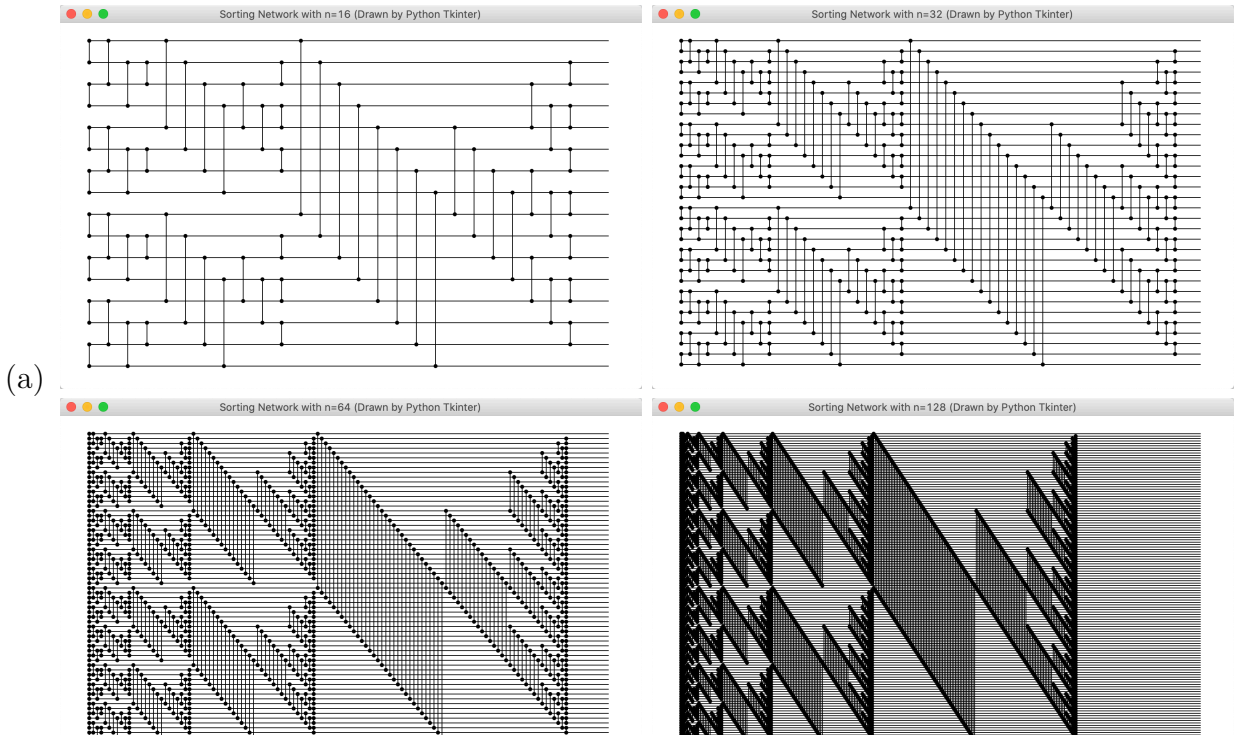 Sorting Network with n=16 (Drawn by Python Tkinter)
Sorting Network with n=32 (Drawn by Python Tkinter)
(a)
Sorting Network with n=64 (Drawn by Python Tkinter)
Sorting Network with n=128 (Drawn by Python Tkinter)